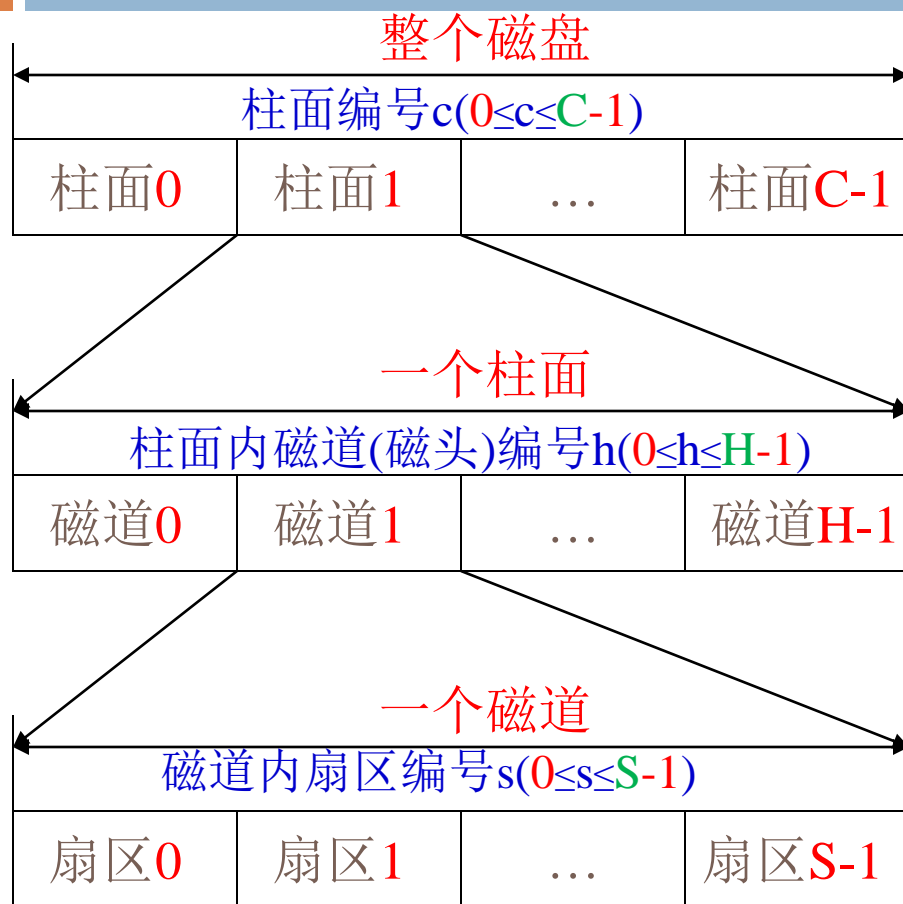 整个磁盘
柱面编号c(0≤c≤C-1)
柱面0 柱面1 … 柱面C-1
一个柱面
柱面内磁道(磁头)编号h(0≤h≤H-1)
磁道0 磁道1 … 磁道H-1
一个磁道
磁道内扇区编号s(0≤s≤S-1)
扇区0 扇区1 … 扇区S-1